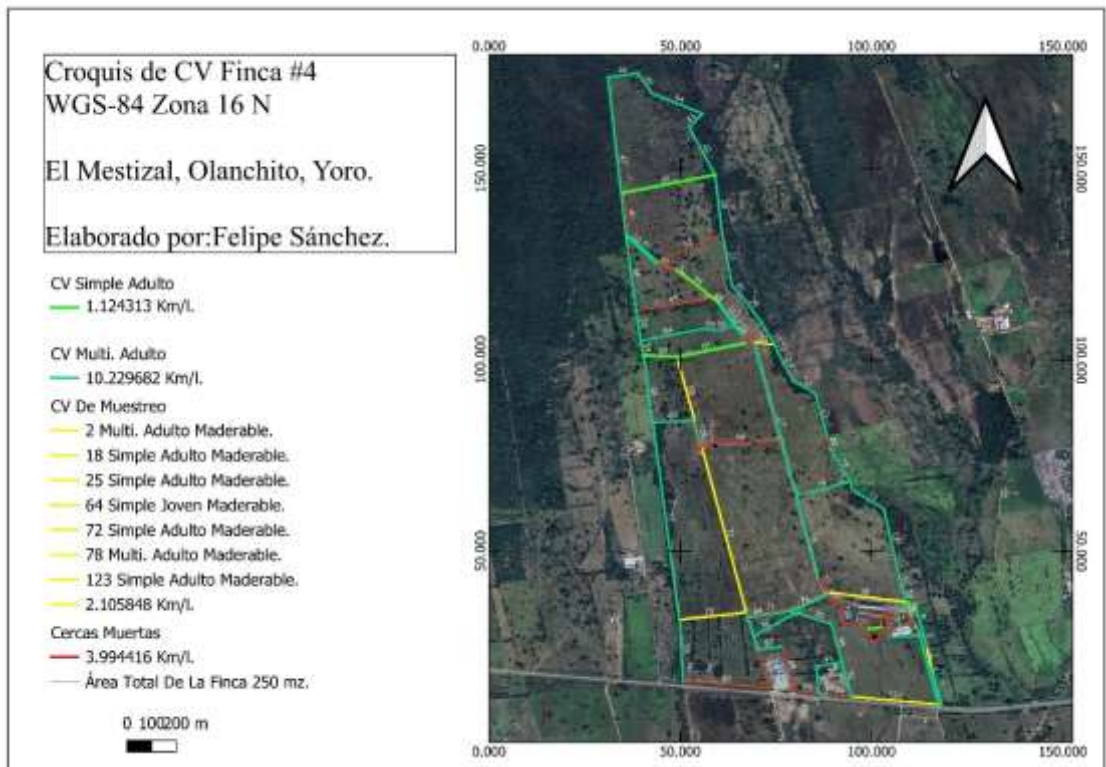 Croquis de CV Finca #4
WGS-84 Zona 16 N
El Mestizal, Olanchito, Yoro.
Elaborado por:Felipe Sánchez.
CV Simple Adulto
1.124313 Km/l.
CV Multi. Adulto
10.229682 Km/l.
CV De Muestreo
2 Multi. Adulto Maderable.
18 Simple Adulto Maderable.
25 Simple Adulto Maderable.
64 Simple Joven Maderable.
72 Simple Adulto Maderable.
78 Multi. Adulto Maderable.
123 Simple Adulto Maderable.
2.105848 Km/l.
Cercas Muertas
3.994416 Km/l.
Área Total De La Finca 250 mz.
0 100200 m
0.000 50.000 100.000 150.000
150.000
150.000
100.000
100.000
50.000
50.000
0.000 50.000 100.000 150.000